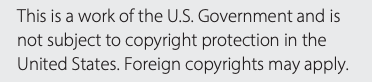 This is a work of the U.S. Government and is
not subject to copyright protection in the
United States. Foreign copyrights may apply.